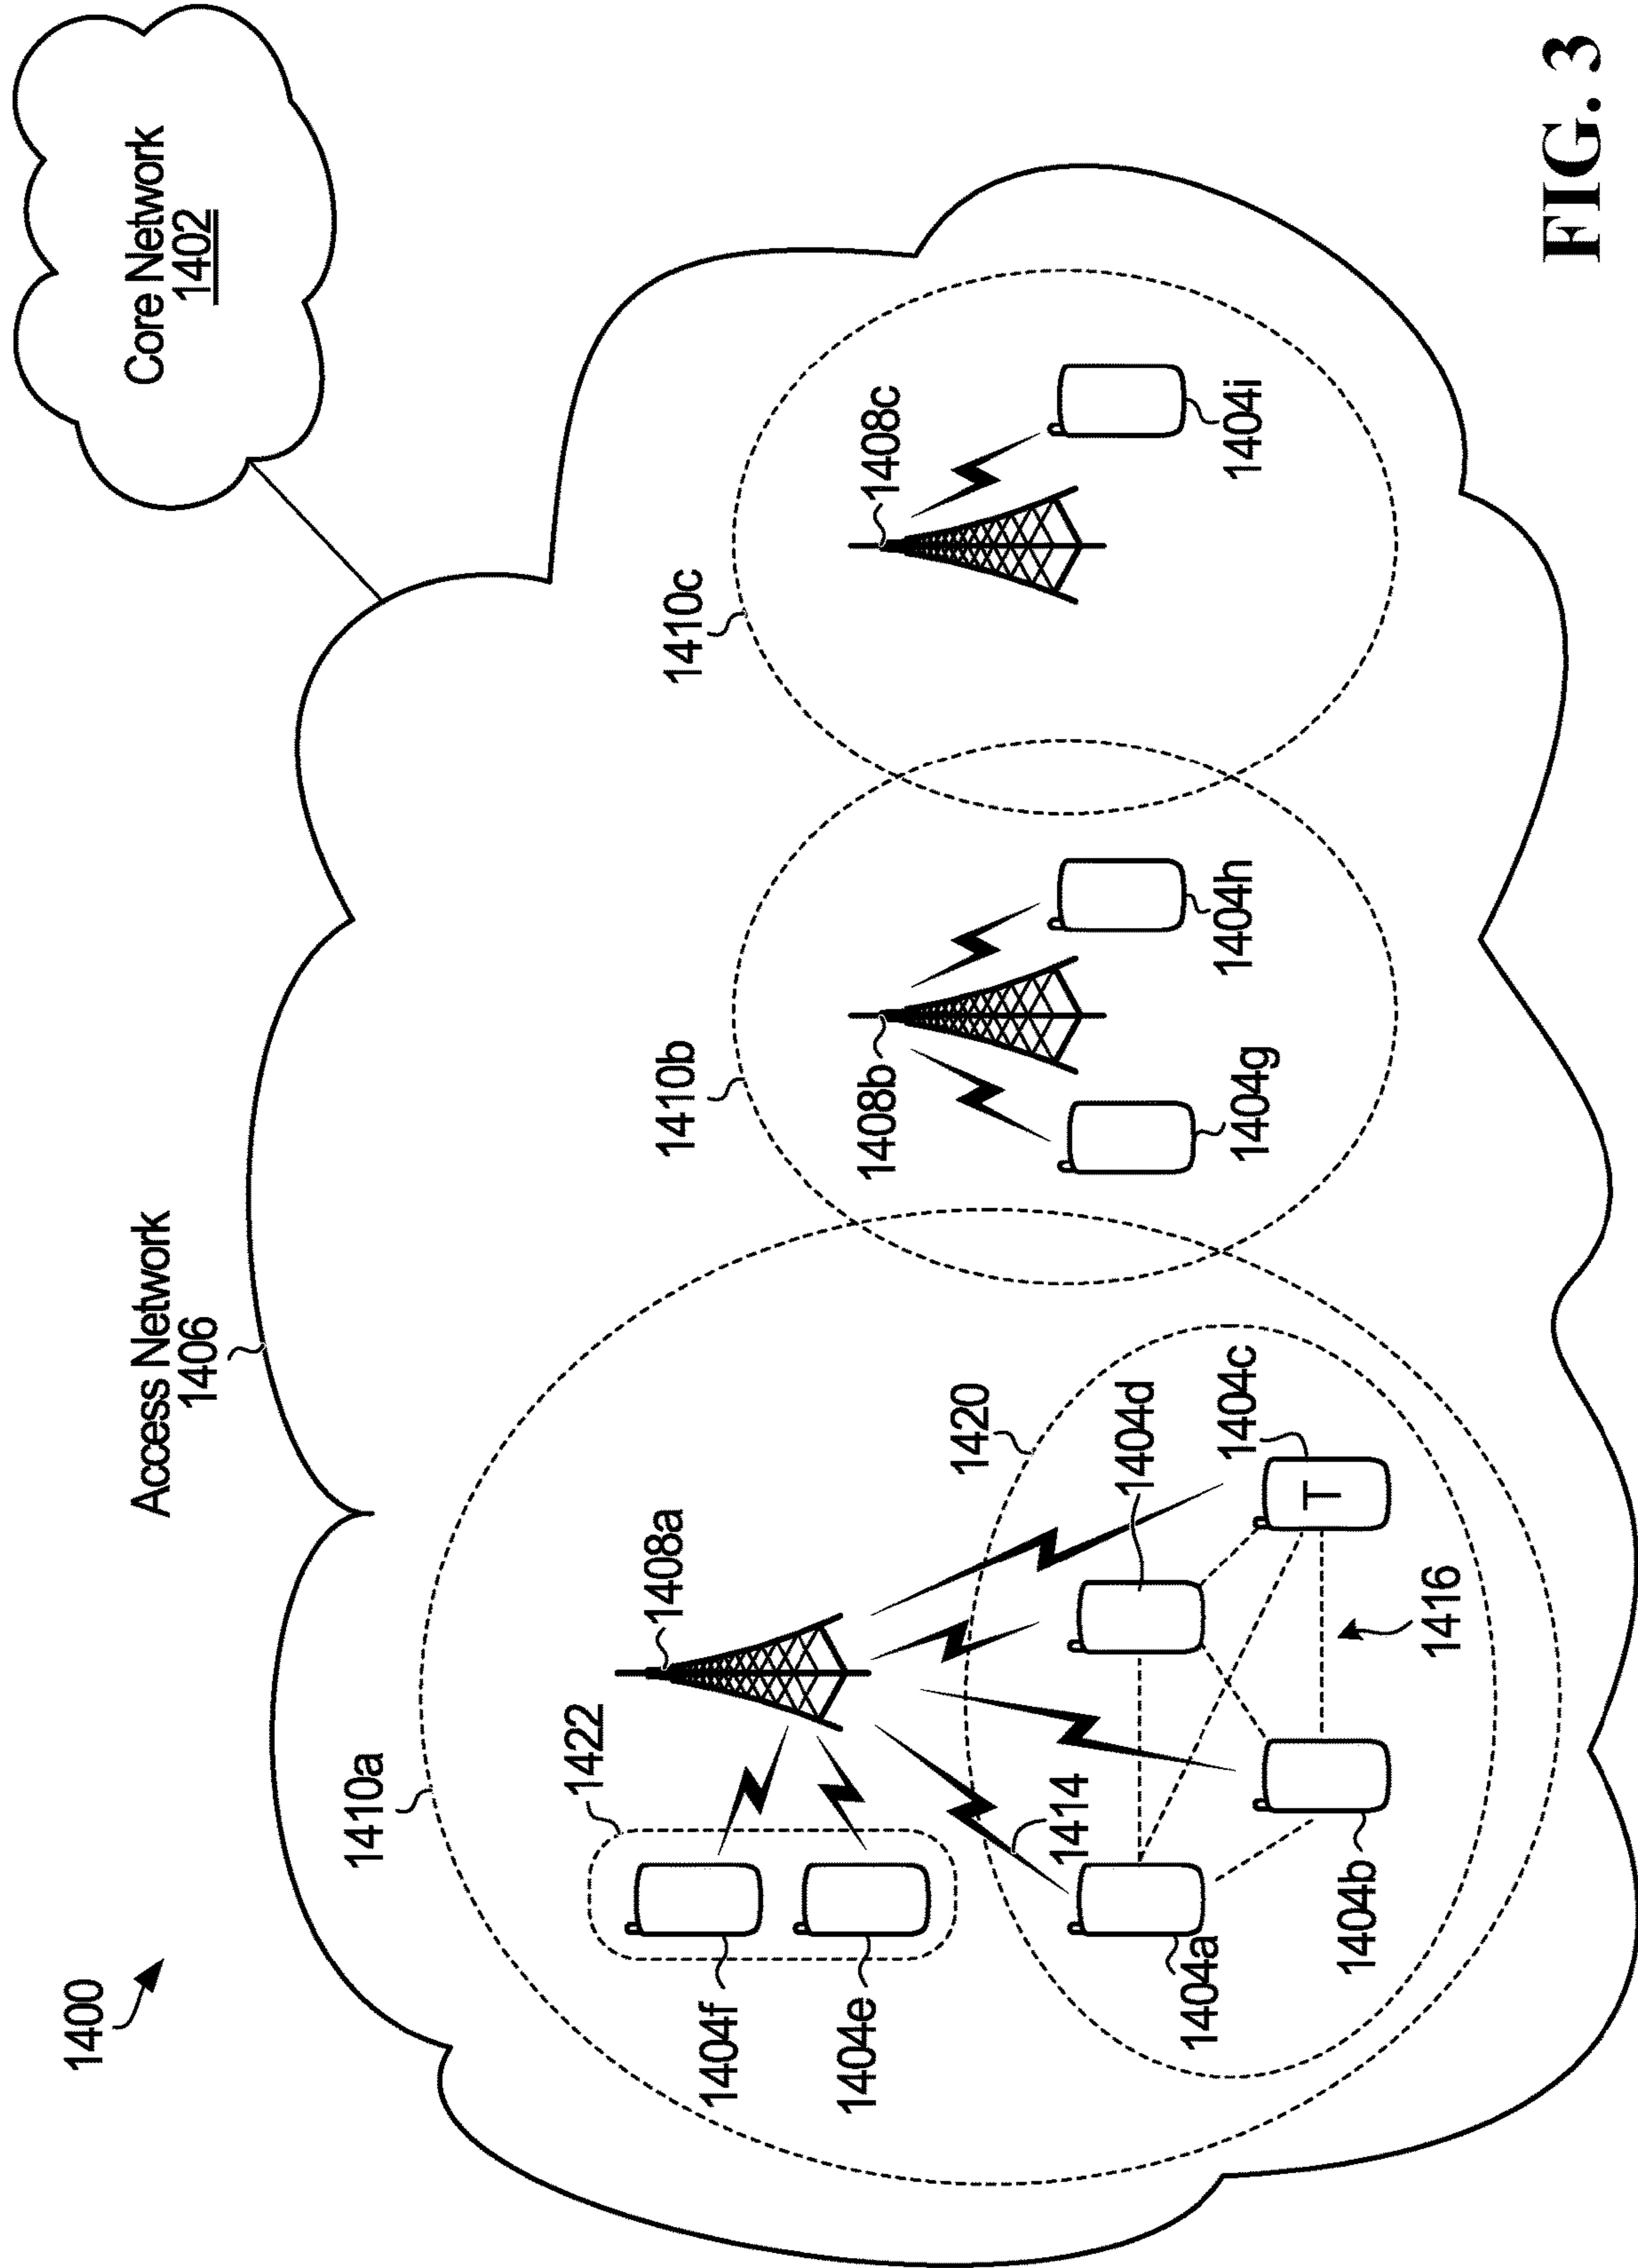 1400
Access Network
1406
Core Network
1402
1410a
1410b
1410c
1422
1408a
1408b
1408c
1404f
1404e
1414
1420
1404d
1404c
1404a
1404b
1416
1404g
1404h
1404i
T
FIG. 3